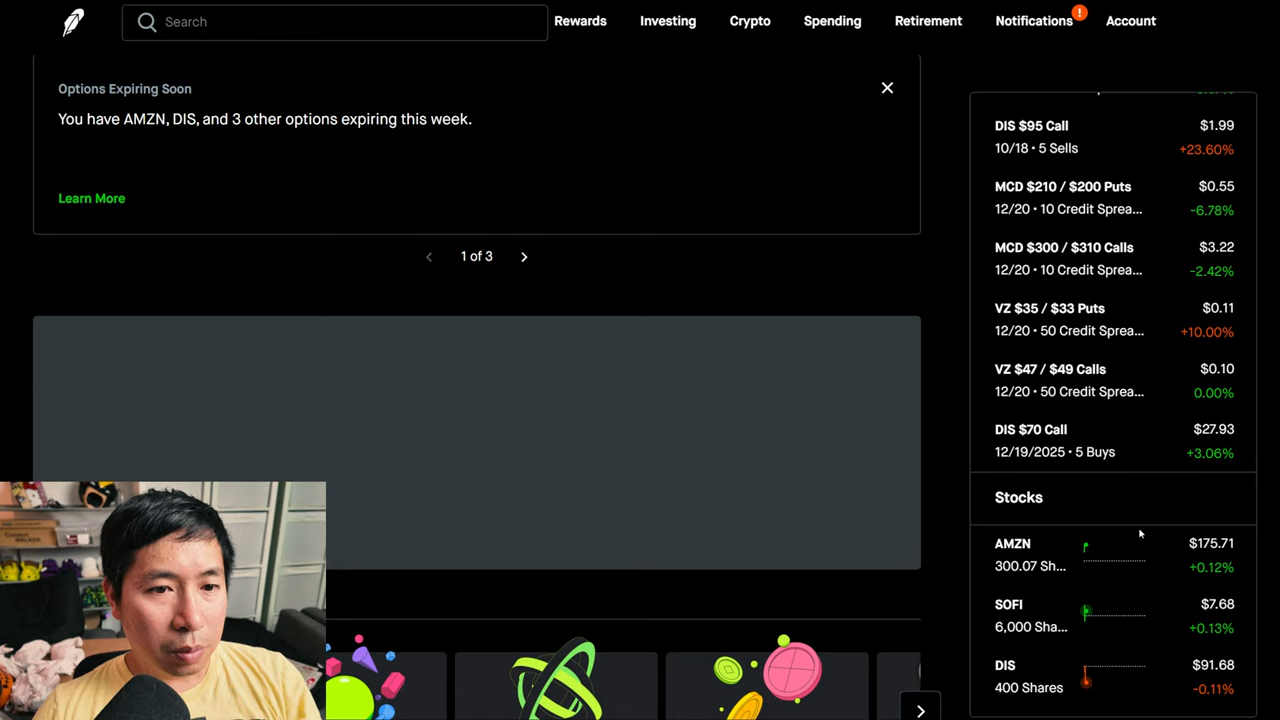 Search
Rewards
Investing
Crypto
Spending
Retirement
Notifications
!
Account
Options Expiring Soon
You have AMZN, DIS, and 3 other options expiring this week.
Learn More
1 of 3
DIS $95 Call
$1.99
10/18 • 5 Sells
+23.60%
MCD $210 / $200 Puts
$0.55
12/20 • 10 Credit Sprea...
-6.78%
MCD $300 / $310 Calls
$3.22
12/20 • 10 Credit Sprea...
-2.42%
VZ $35 / $33 Puts
$0.11
12/20 • 50 Credit Sprea...
+10.00%
VZ $47 / $49 Calls
$0.10
12/20 • 50 Credit Sprea...
0.00%
DIS $70 Call
$27.93
12/19/2025 • 5 Buys
+3.06%
Stocks
AMZN
$175.71
300.07 Sh...
+0.12%
SOFI
$7.68
6,000 Sha...
+0.13%
DIS
$91.68
400 Shares
-0.11%